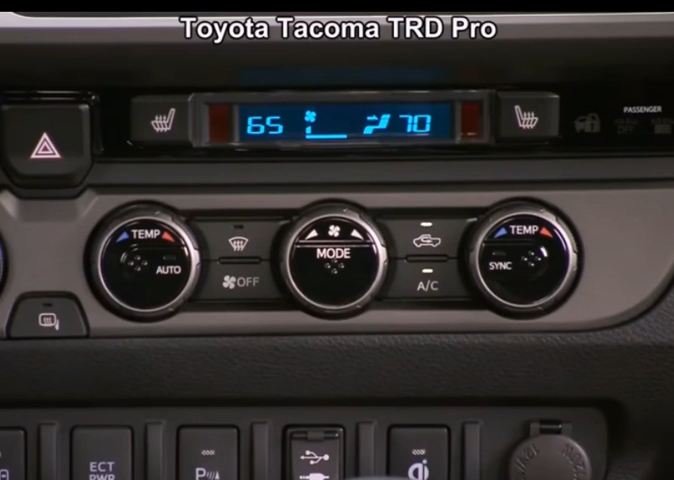 Toyota Tacoma TRD Pro
65
70
PASSENGER
OFF
TEMP
AUTO
OFF
MODE
A/C
TEMP
SYNC
ECT
PWR
P